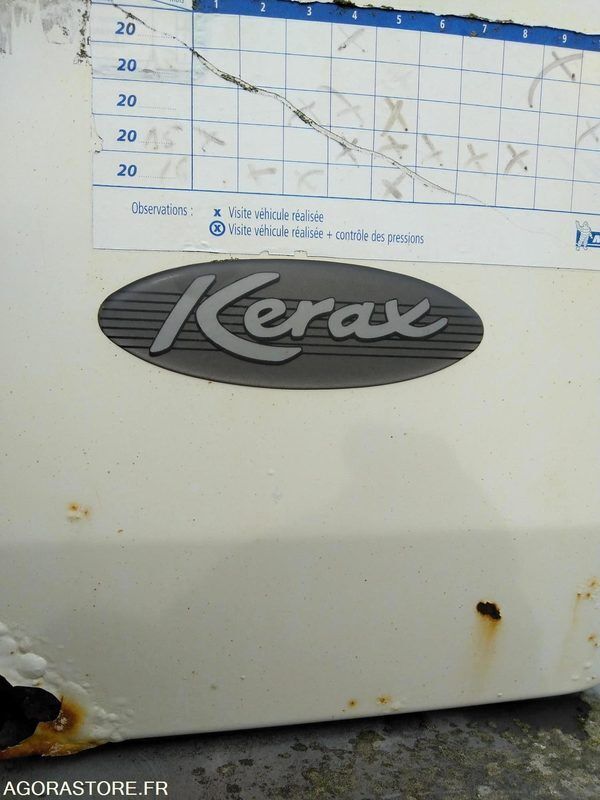 1 2 3 4 5 6 7 8 9
20 x
20 x
20 x x x
20 x x x x x x
20 x x x
Observations : x Visite véhicule réalisée
ⓧ Visite véhicule réalisée + contrôle des pressions
Kerax
AGORASTORE.FR